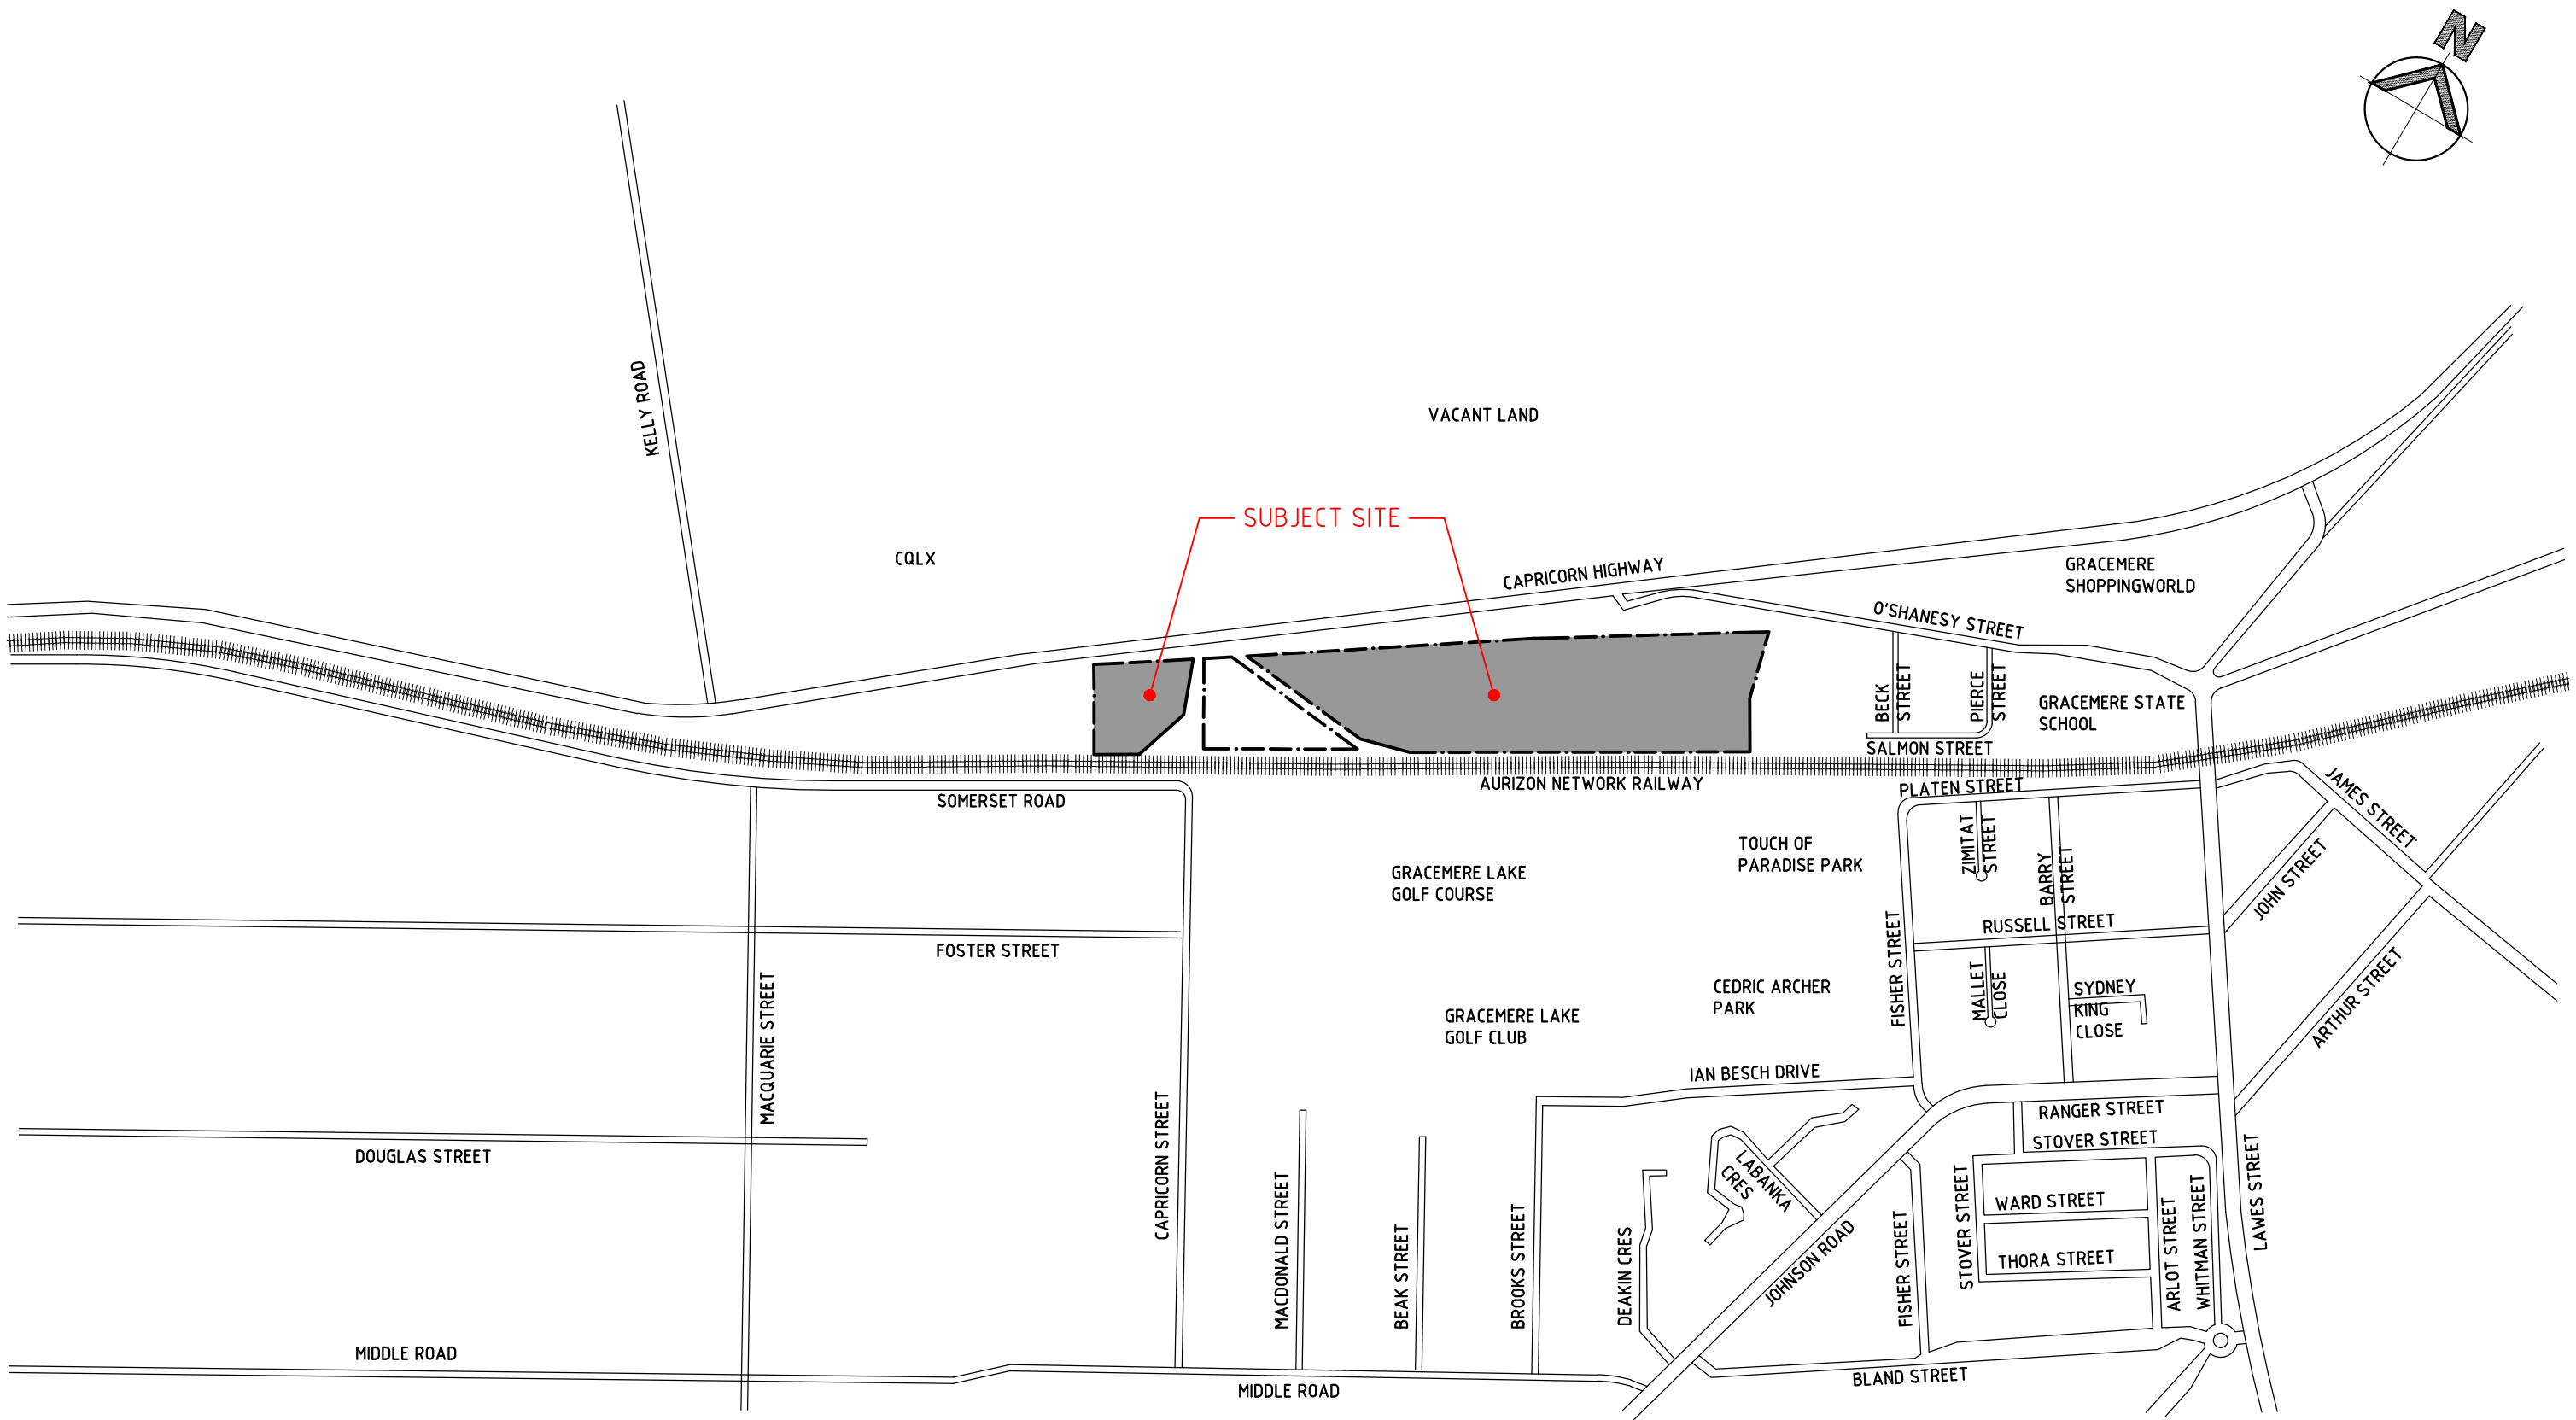 N
KELLY ROAD
VACANT LAND
SUBJECT SITE
CQLX
CAPRICORN HIGHWAY
GRACEMERE
SHOPPINGWORLD
O'SHANESY STREET
BECK
STREET
PIERCE
STREET
GRACEMERE STATE
SCHOOL
SALMON STREET
AURIZON NETWORK RAILWAY
PLATEN STREET
SOMERSET ROAD
JAMES STREET
ZIMITAT
STREET
BARRY
STREET
JOHN STREET
TOUCH OF
PARADISE PARK
GRACEMERE LAKE
GOLF COURSE
RUSSELL STREET
FOSTER STREET
FISHER STREET
MACQUARIE STREET
MALLET
CLOSE
SYDNEY
KING
CLOSE
ARTHUR STREET
CEDRIC ARCHER
PARK
GRACEMERE LAKE
GOLF CLUB
IAN BESCH DRIVE
CAPRICORN STREET
RANGER STREET
STOVER STREET
DOUGLAS STREET
LABANKA
CRES
MACDONALD STREET
BEAK STREET
BROOKS STREET
DEAKIN CRES
JOHNSON ROAD
FISHER STREET
STOVER STREET
WARD STREET
THORA STREET
ARLOT STREET
WHITMAN STREET
LAWES STREET
MIDDLE ROAD
MIDDLE ROAD
BLAND STREET